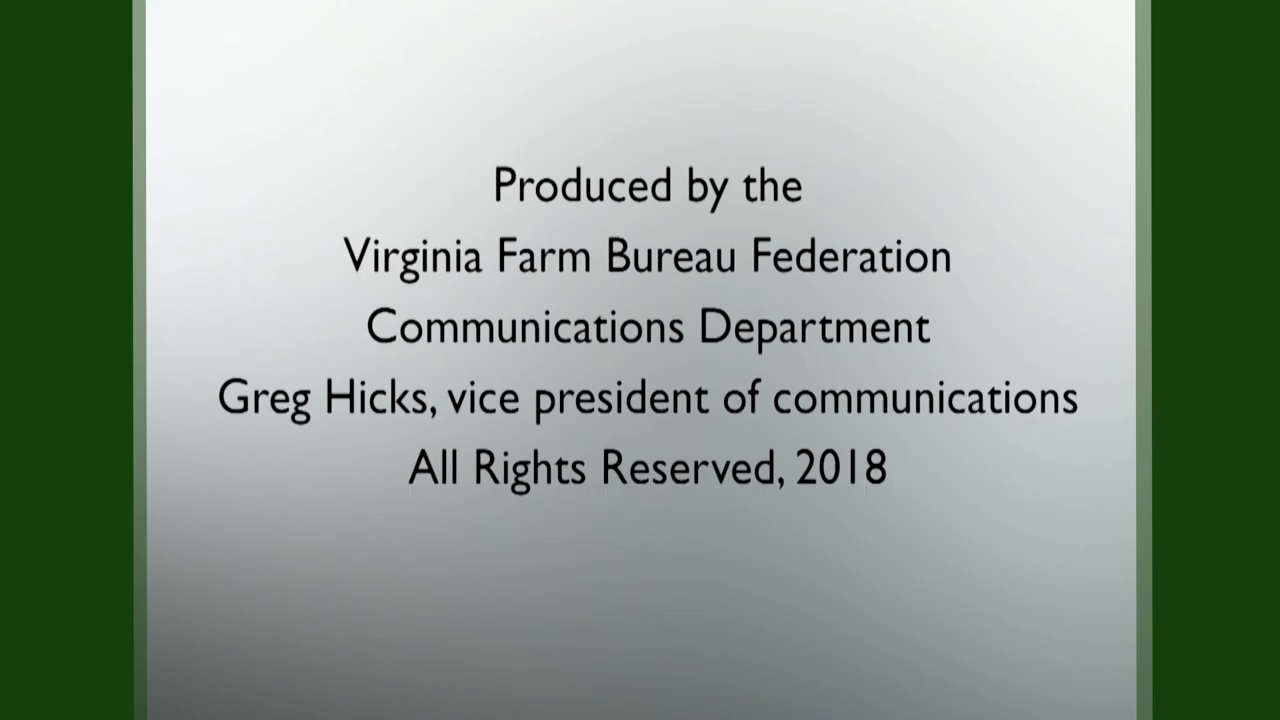 Produced by the
Virginia Farm Bureau Federation
Communications Department
Greg Hicks, vice president of communications
All Rights Reserved, 2018